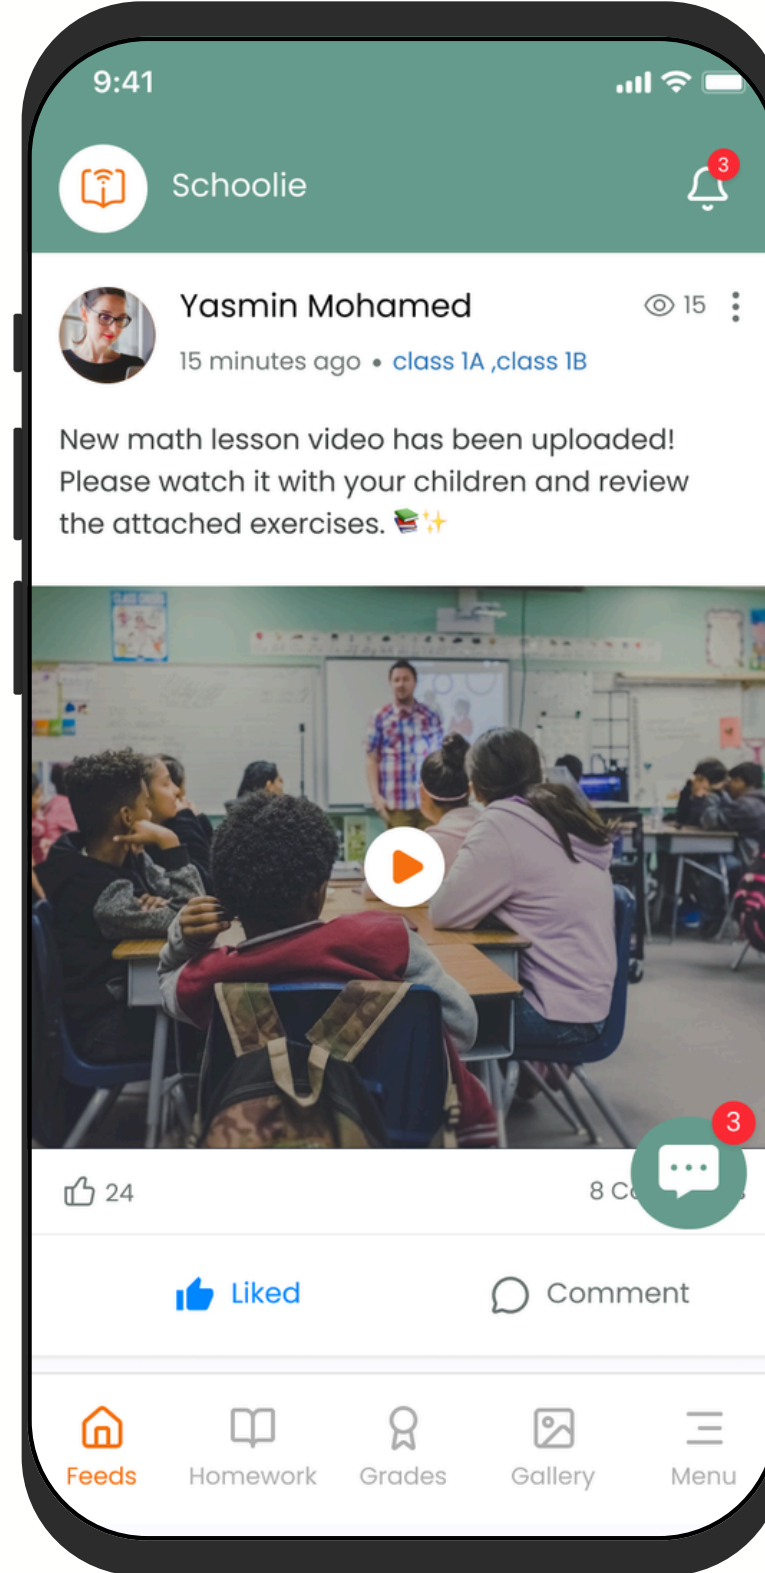 9:41
Schoolie
3
Yasmin Mohamed
15
15 minutes ago • class 1A ,class 1B
New math lesson video has been uploaded!
Please watch it with your children and review
the attached exercises. 📚✨
3
24
8
Liked
Comment
Feeds
Homework
Grades
Gallery
Menu